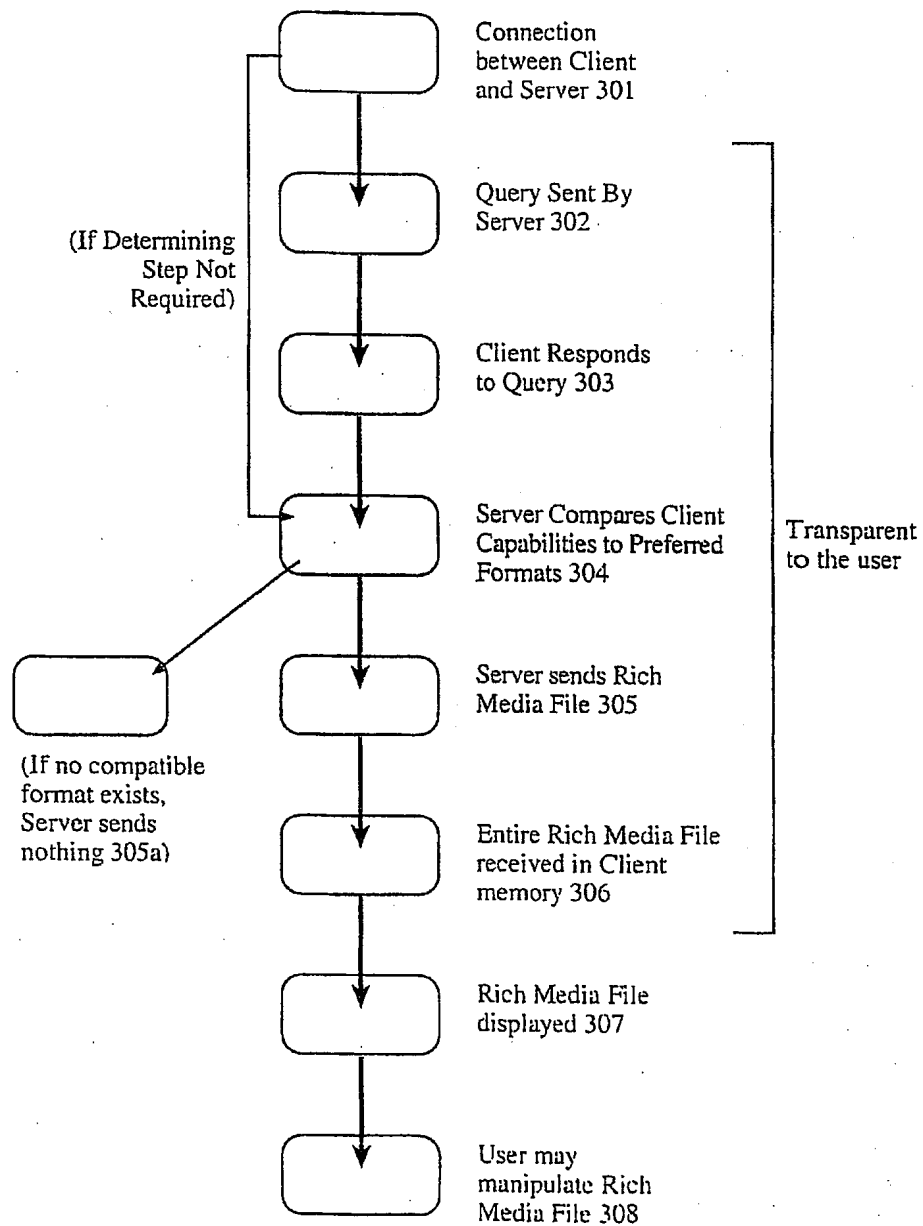 Connection
between Client
and Server 301
Query Sent By
Server 302
(If Determining
Step Not
Required)
Client Responds
to Query 303
Server Compares Client
Capabilities to Preferred
Formats 304
Transparent
to the user
Server sends Rich
Media File 305
(If no compatible
format exists,
Server sends
nothing 305a)
Entire Rich Media File
received in Client
memory 306
Rich Media File
displayed 307
User may
manipulate Rich
Media File 308